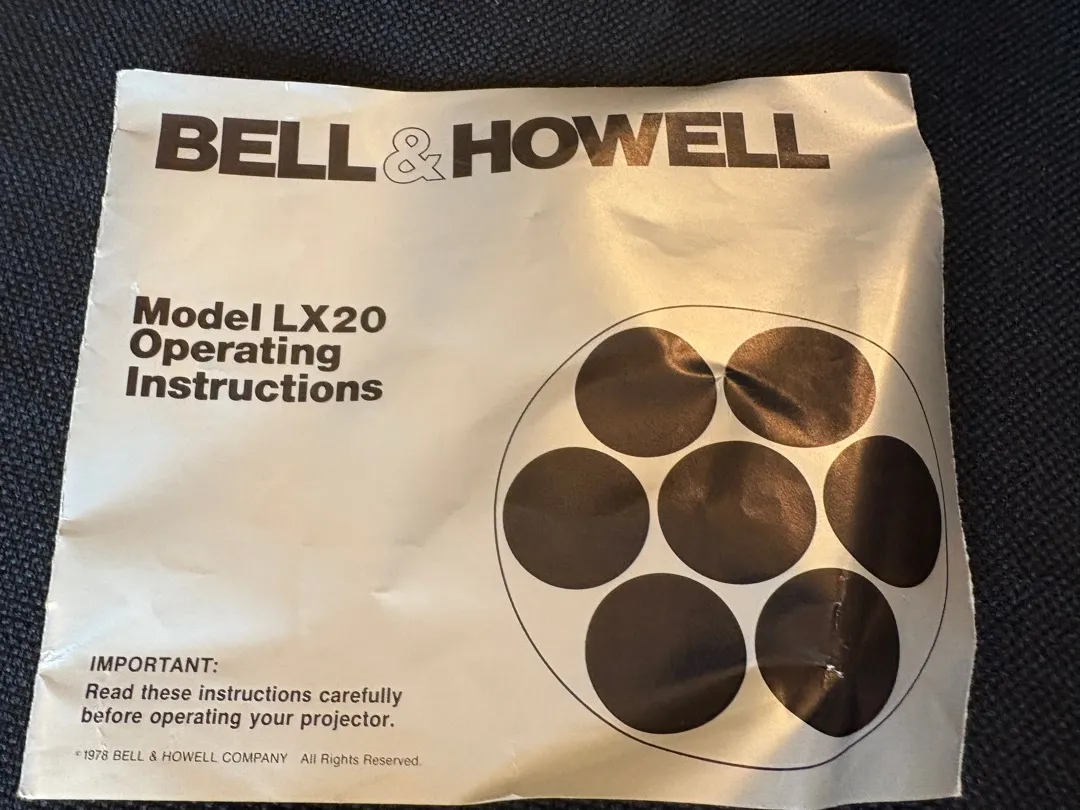 BELL & HOWELL
Model LX20
Operating
Instructions
IMPORTANT:
Read these instructions carefully
before operating your projector.
©1978 BELL & HOWELL COMPANY All Rights Reserved.